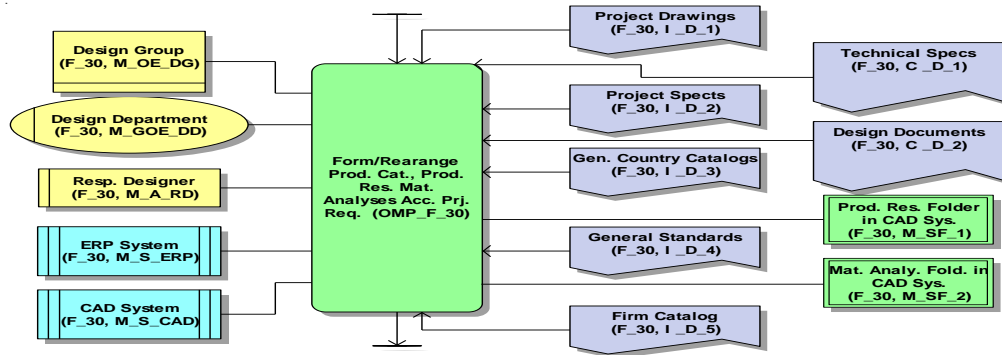 Design Group
(F_30, M_OE_DG)
Design Department
(F_30, M_GOE_DD)
Resp. Designer
(F_30, M_A_RD)
ERP System
(F_30, M_S_ERP)
CAD System
(F_30, M_S_CAD)
Form/Rearange
Prod. Cat., Prod.
Res. Mat.
Analyses Acc. Prj.
Req.  (OMP_F_30)
Project Drawings
(F_30, I _D_1)
Project Spects
(F_30, I _D_2)
Gen. Country Catalogs
(F_30, I _D_3)
General Standards
(F_30, I _D_4)
Firm Catalog
(F_30, I _D_5)
Technical Specs
(F_30, C _D_1)
Design Documents
(F_30, C _D_2)
Prod. Res. Folder
in CAD Sys.
(F_30, M_SF_1)
Mat. Analy. Fold. in
CAD Sys.
(F_30, M_SF_2)